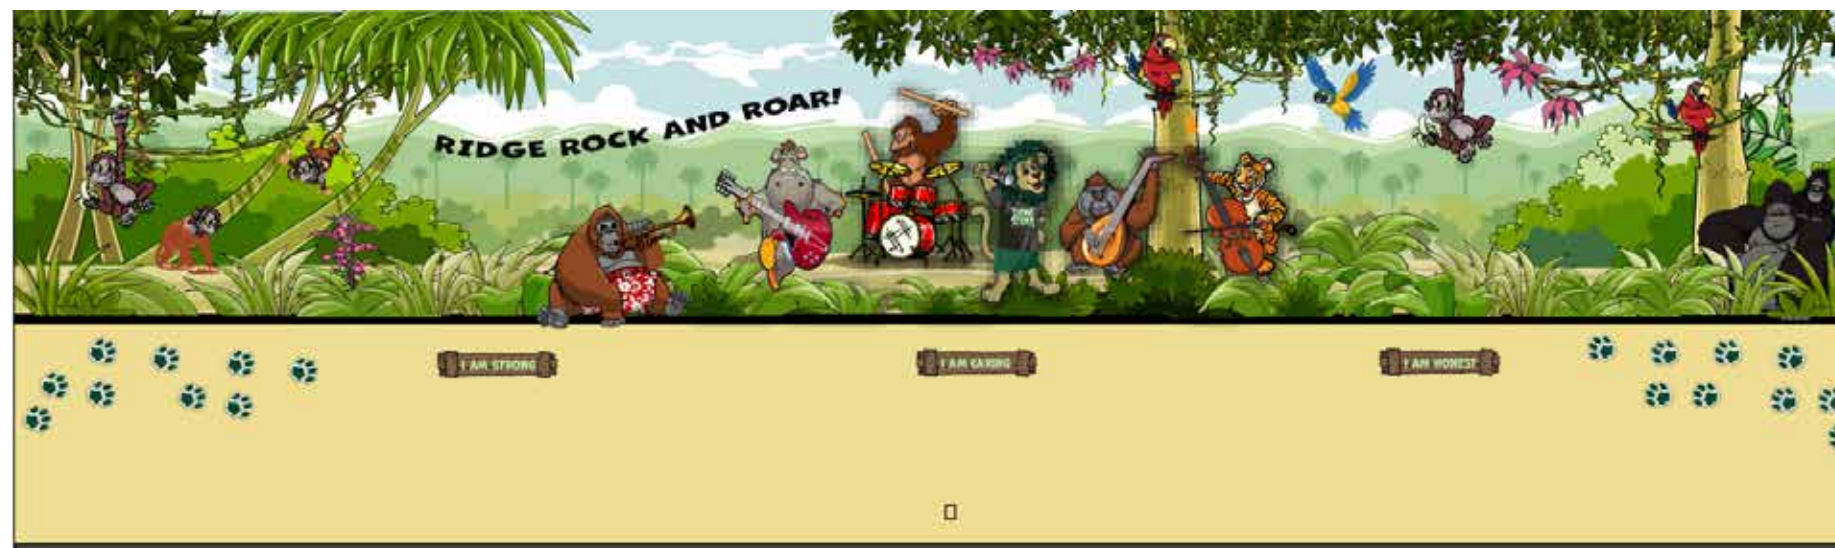 RIDGE ROCK AND ROAR!
I AM STRONG
I AM CARING
I AM HONEST